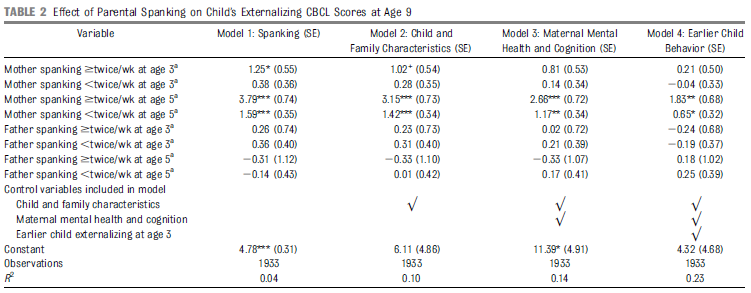 TABLE 2 Effect of Parental Spanking on Child's Externalizing CBCL Scores at Age 9
Variable Model 1: Spanking (SE) Model 2: Child and Model 3: Maternal Mental Model 4: Earlier Child
Family Characteristics (SE) Health and Cognition (SE) Behavior (SE)
Mother spanking ≥twice/wk at age 3ᵃ 1.25* (0.55) 1.02⁺ (0.54) 0.81 (0.53) 0.21 (0.50)
Mother spanking <twice/wk at age 3ᵃ 0.38 (0.36) 0.28 (0.35) 0.14 (0.34) −0.04 (0.33)
Mother spanking ≥twice/wk at age 5ᵃ 3.79*** (0.74) 3.15*** (0.73) 2.66*** (0.72) 1.83** (0.68)
Mother spanking <twice/wk at age 5ᵃ 1.59*** (0.35) 1.42*** (0.34) 1.17** (0.34) 0.65* (0.32)
Father spanking ≥twice/wk at age 3ᵃ 0.26 (0.74) 0.23 (0.73) 0.02 (0.72) −0.24 (0.68)
Father spanking <twice/wk at age 3ᵃ 0.36 (0.40) 0.31 (0.40) 0.21 (0.39) −0.19 (0.37)
Father spanking ≥twice/wk at age 5ᵃ −0.31 (1.12) −0.33 (1.10) −0.33 (1.07) 0.18 (1.02)
Father spanking <twice/wk at age 5ᵃ −0.14 (0.43) 0.01 (0.42) 0.17 (0.41) 0.25 (0.39)
Control variables included in model
Child and family characteristics √ √ √
Maternal mental health and cognition √ √
Earlier child externalizing at age 3 √
Constant 4.78*** (0.31) 6.11 (4.86) 11.39* (4.91) 4.32 (4.68)
Observations 1933 1933 1933 1933
R² 0.04 0.10 0.14 0.23